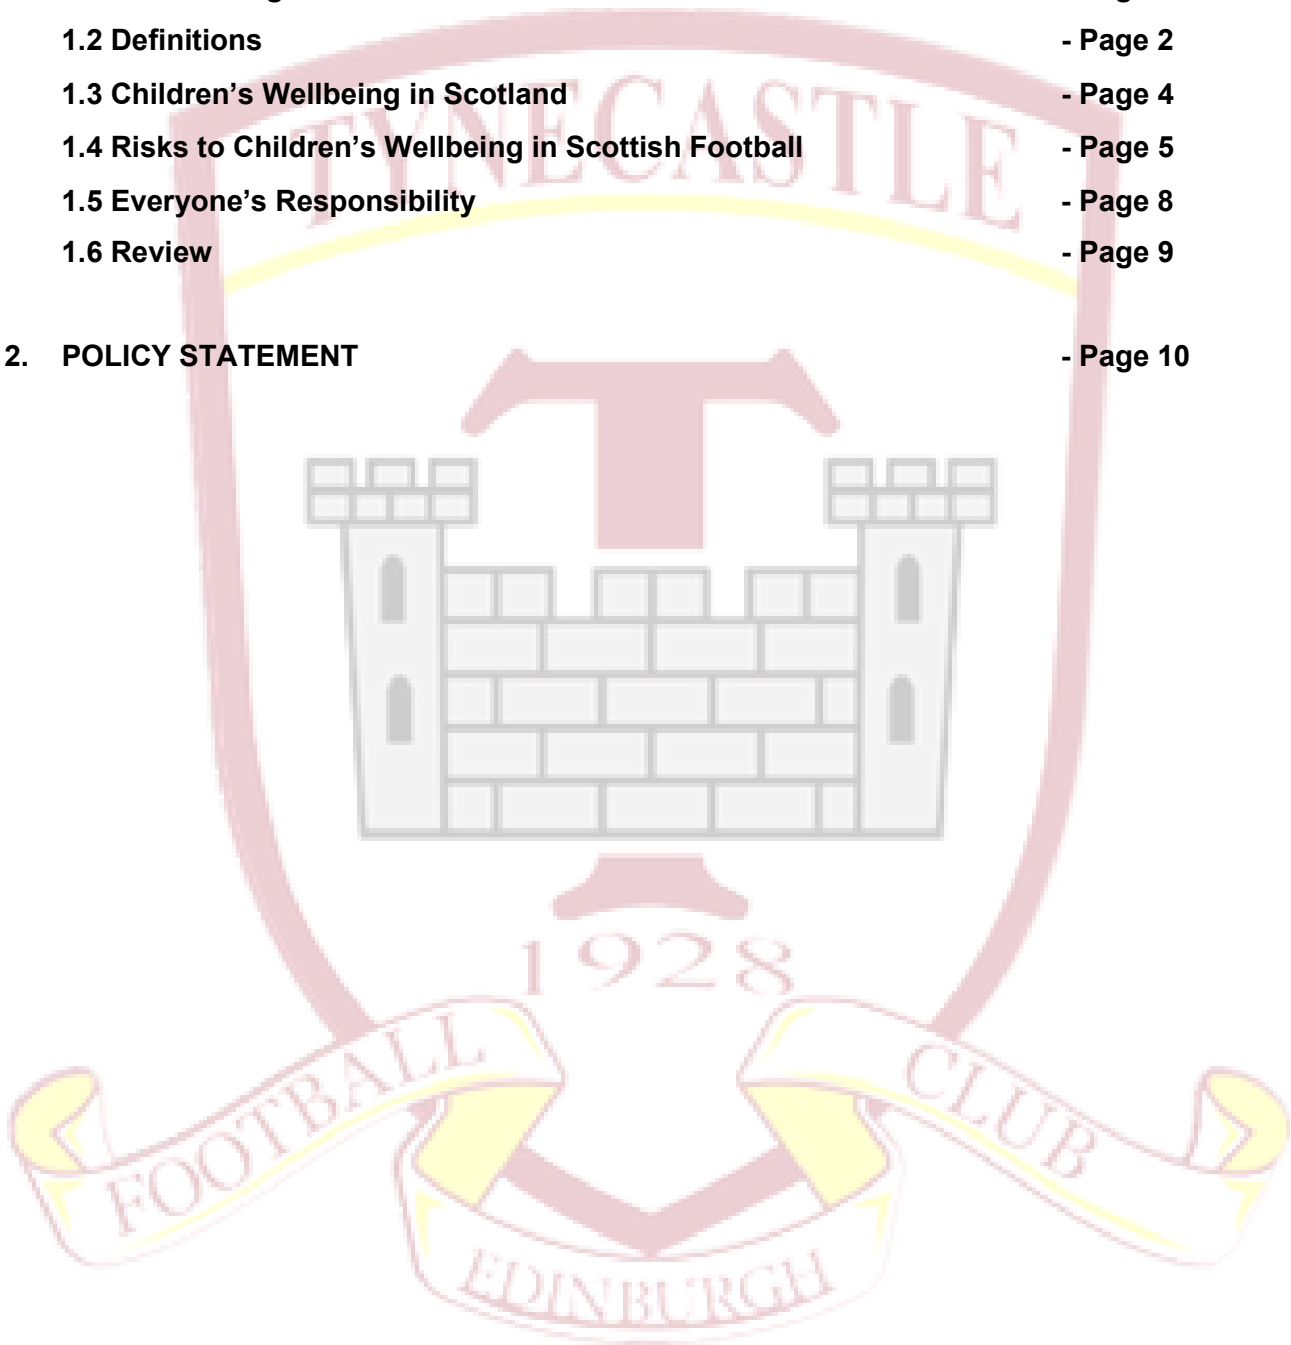 1.2 Definitions - Page 2
1.3 Children's Wellbeing in Scotland - Page 4
1.4 Risks to Children's Wellbeing in Scottish Football - Page 5
1.5 Everyone's Responsibility - Page 8
1.6 Review - Page 9
2. POLICY STATEMENT - Page 10
TYNECASTLE
T
1928
FOOTBALL CLUB
EDINBURGH